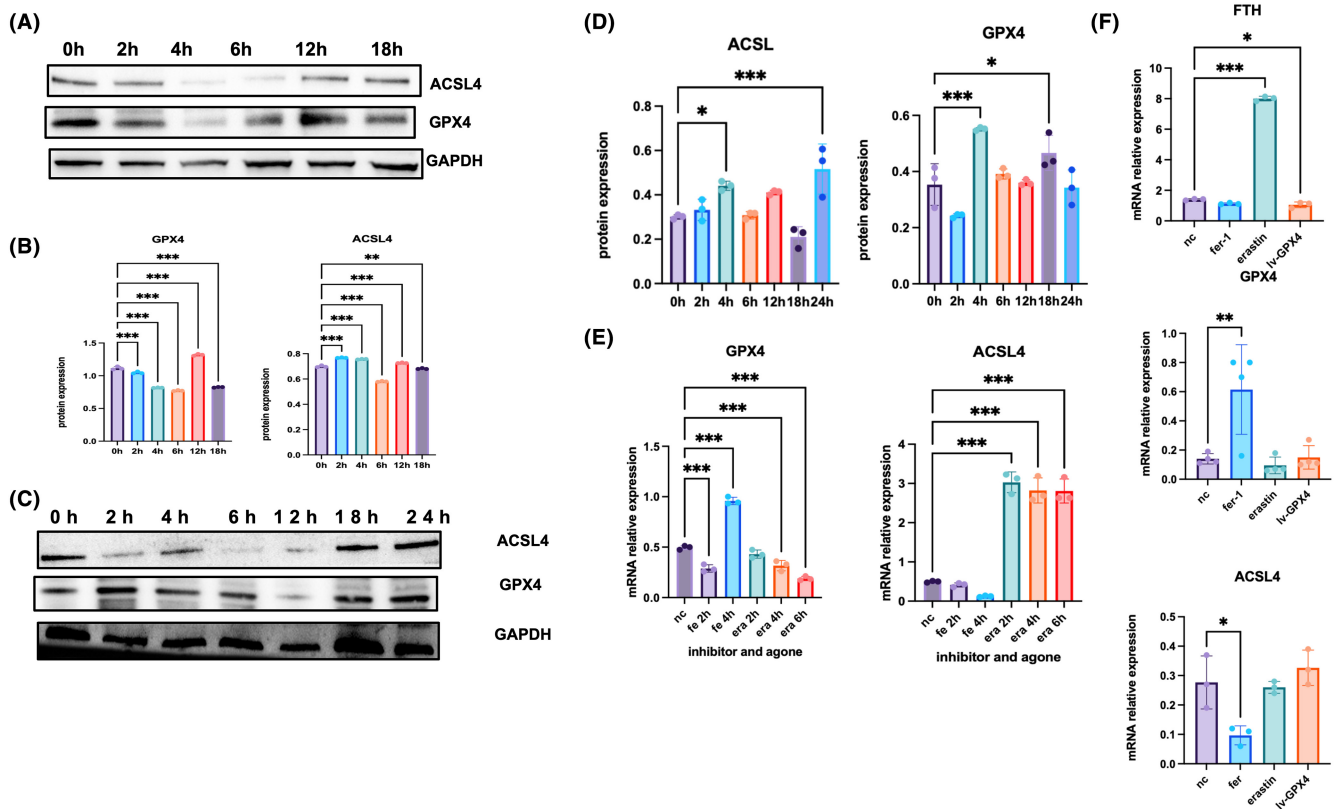 (A)
0h 2h 4h 6h 12h 18h
ACSL4
GPX4
GAPDH
(B)
GPX4
***
***
***
***
***
protein expression
1.5
1.0
0.5
0.0
0h 2h 4h 6h 12h 18h
ACSL4
**
***
***
***
***
protein expression
0.8
0.6
0.4
0.2
0.0
0h 2h 4h 6h 12h 18h
(C)
0 h 2 h 4 h 6 h 1 2 h 1 8 h 2 4 h
ACSL4
GPX4
GAPDH
(D)
ACSL
***
*
protein expression
0.8
0.6
0.4
0.2
0.0
0h 2h 4h 6h 12h 18h 24h
GPX4
*
***
protein expression
0.6
0.4
0.2
0.0
0h 2h 4h 6h 12h 18h 24h
(E)
GPX4
***
***
***
***
mRNA relative expression
1.5
1.0
0.5
0.0
nc fe 2h fe 4h era 2h era 4h era 6h
inhibitor and agone
ACSL4
***
***
***
mRNA relative expression
4
3
2
1
0
nc fe 2h fe 4h era 2h era 4h era 6h
inhibitor and agone
(F)
FTH
*
***
mRNA relative expression
10
8
6
4
2
0
nc fer-1 erastin lv-GPX4
GPX4
**
mRNA relative expression
1.0
0.8
0.6
0.4
0.2
0.0
nc fer-1 erastin lv-GPX4
ACSL4
*
mRNA relative expression
0.5
0.4
0.3
0.2
0.1
0.0
nc fer erastin lv-GPX4